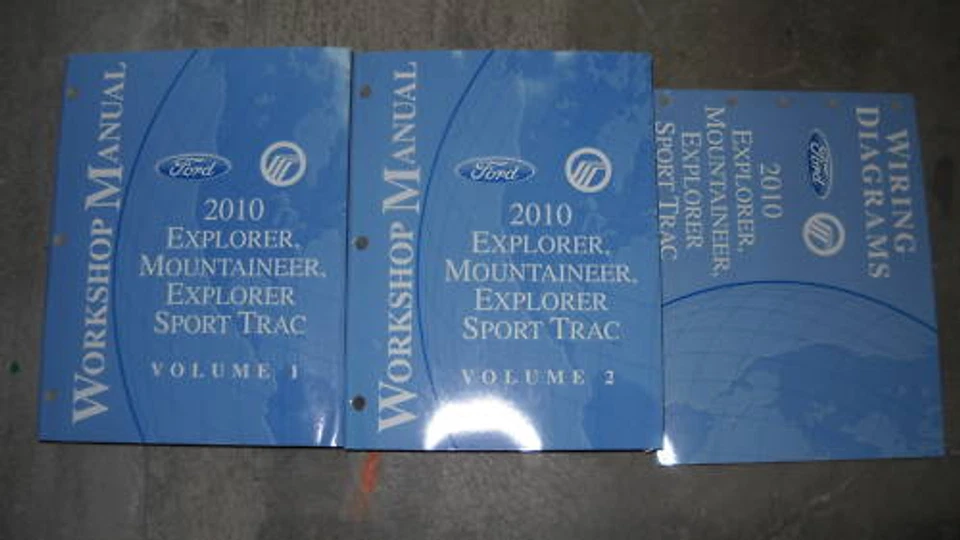 WORKSHOP MANUAL
Ford
2010
EXPLORER,
MOUNTAINEER,
EXPLORER
SPORT TRAC
VOLUME 1
WORKSHOP MANUAL
Ford
2010
EXPLORER,
MOUNTAINEER,
EXPLORER
SPORT TRAC
VOLUME 2
WIRING
DIAGRAMS
Ford
2010
EXPLORER,
MOUNTAINEER,
EXPLORER
SPORT TRAC